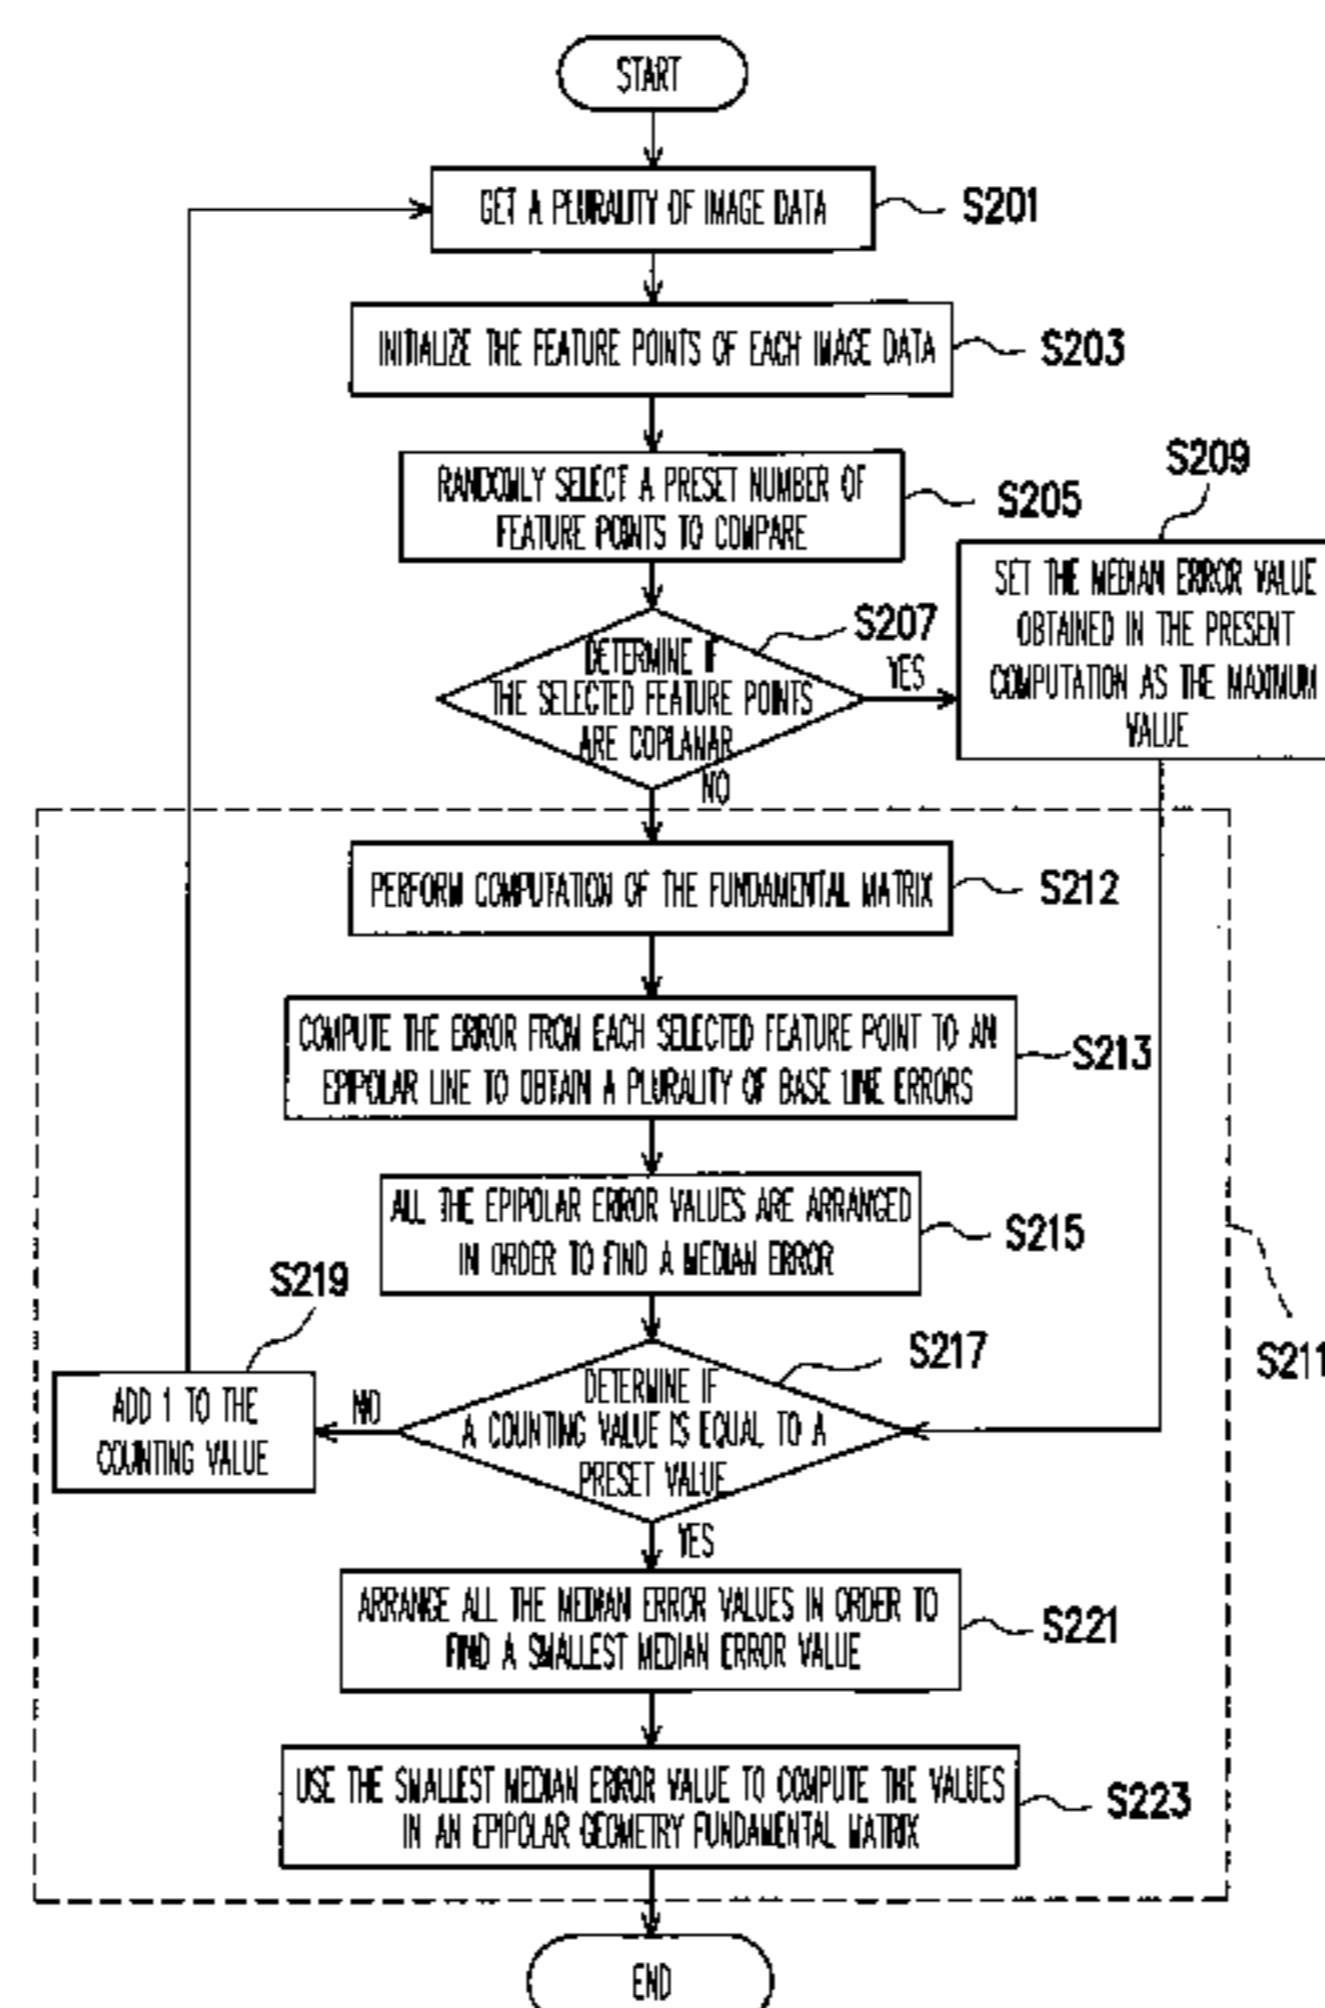 START
GET A PLURALITY OF IMAGE DATA
S201
INITIALIZE THE FEATURE POINTS OF EACH IMAGE DATA
S203
RANDOMLY SELECT A PRESET NUMBER OF
FEATURE POINTS TO COMPARE
S205
S209
SET THE MEDIAN ERROR VALUE
OBTAINED IN THE PRESENT
COMPUTATION AS THE MAXIMUM
VALUE
S207
DETERMINE IF
THE SELECTED FEATURE POINTS
ARE COPLANAR
YES
NO
PERFORM COMPUTATION OF THE FUNDAMENTAL MATRIX
S212
COMPUTE THE ERROR FROM EACH SELECTED FEATURE POINT TO AN
EPIPOLAR LINE TO OBTAIN A PLURALITY OF BASE LINE ERRORS
S213
ALL THE EPIPOLAR ERROR VALUES ARE ARRANGED
IN ORDER TO FIND A MEDIAN ERROR
S215
S219
ADD 1 TO THE
COUNTING VALUE
NO
S217
DETERMINE IF
A COUNTING VALUE IS EQUAL TO A
PRESET VALUE
S211
YES
ARRANGE ALL THE MEDIAN ERROR VALUES IN ORDER TO
FIND A SMALLEST MEDIAN ERROR VALUE
S221
USE THE SMALLEST MEDIAN ERROR VALUE TO COMPUTE THE VALUES
IN AN EPIPOLAR GEOMETRY FUNDAMENTAL MATRIX
S223
END